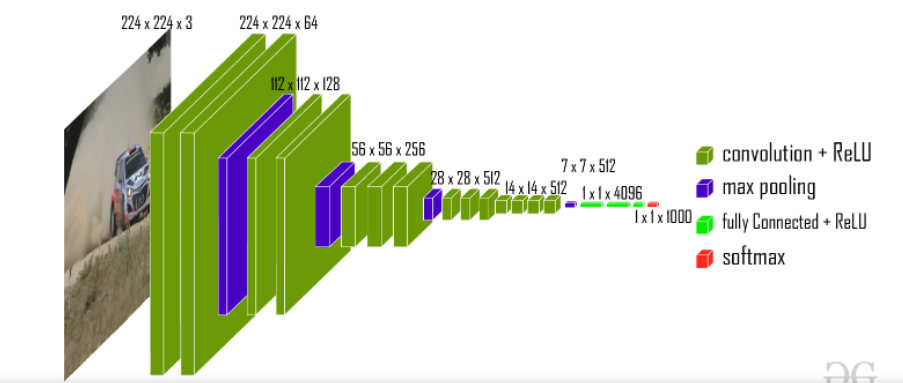 224 x 224 x 3
224 x 224 x 64
112 x 112 x 128
56 x 56 x 256
28 x 28 x 512
14 x 14 x 512
7 x 7 x 512
1 x 1 x 4096
1 x 1 x 1000
convolution + ReLU
max pooling
fully Connected + ReLU
softmax